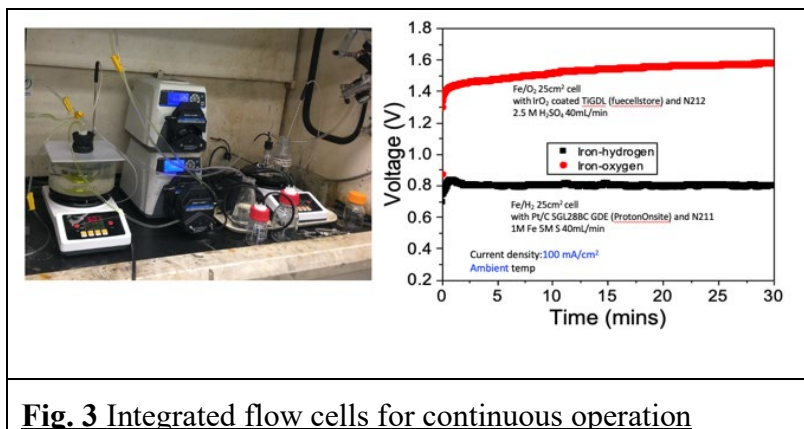 1.8
1.6
1.4
1.2
1.0
0.8
0.6
0.4
0.2
Voltage (V)
Fe/O₂ 25cm² cell
with IrO₂ coated TiGDL (fuecellstore) and N212
2.5 M H₂SO₄ 40mL/min
Iron-hydrogen
Iron-oxygen
Fe/H₂ 25cm² cell
with Pt/C SGL28BC GDE (ProtonOnsite) and N211
1M Fe 5M S 40mL/min
Current density:100 mA/cm²
Ambient temp
0 5 10 15 20 25 30
Time (mins)
Fig. 3 Integrated flow cells for continuous operation